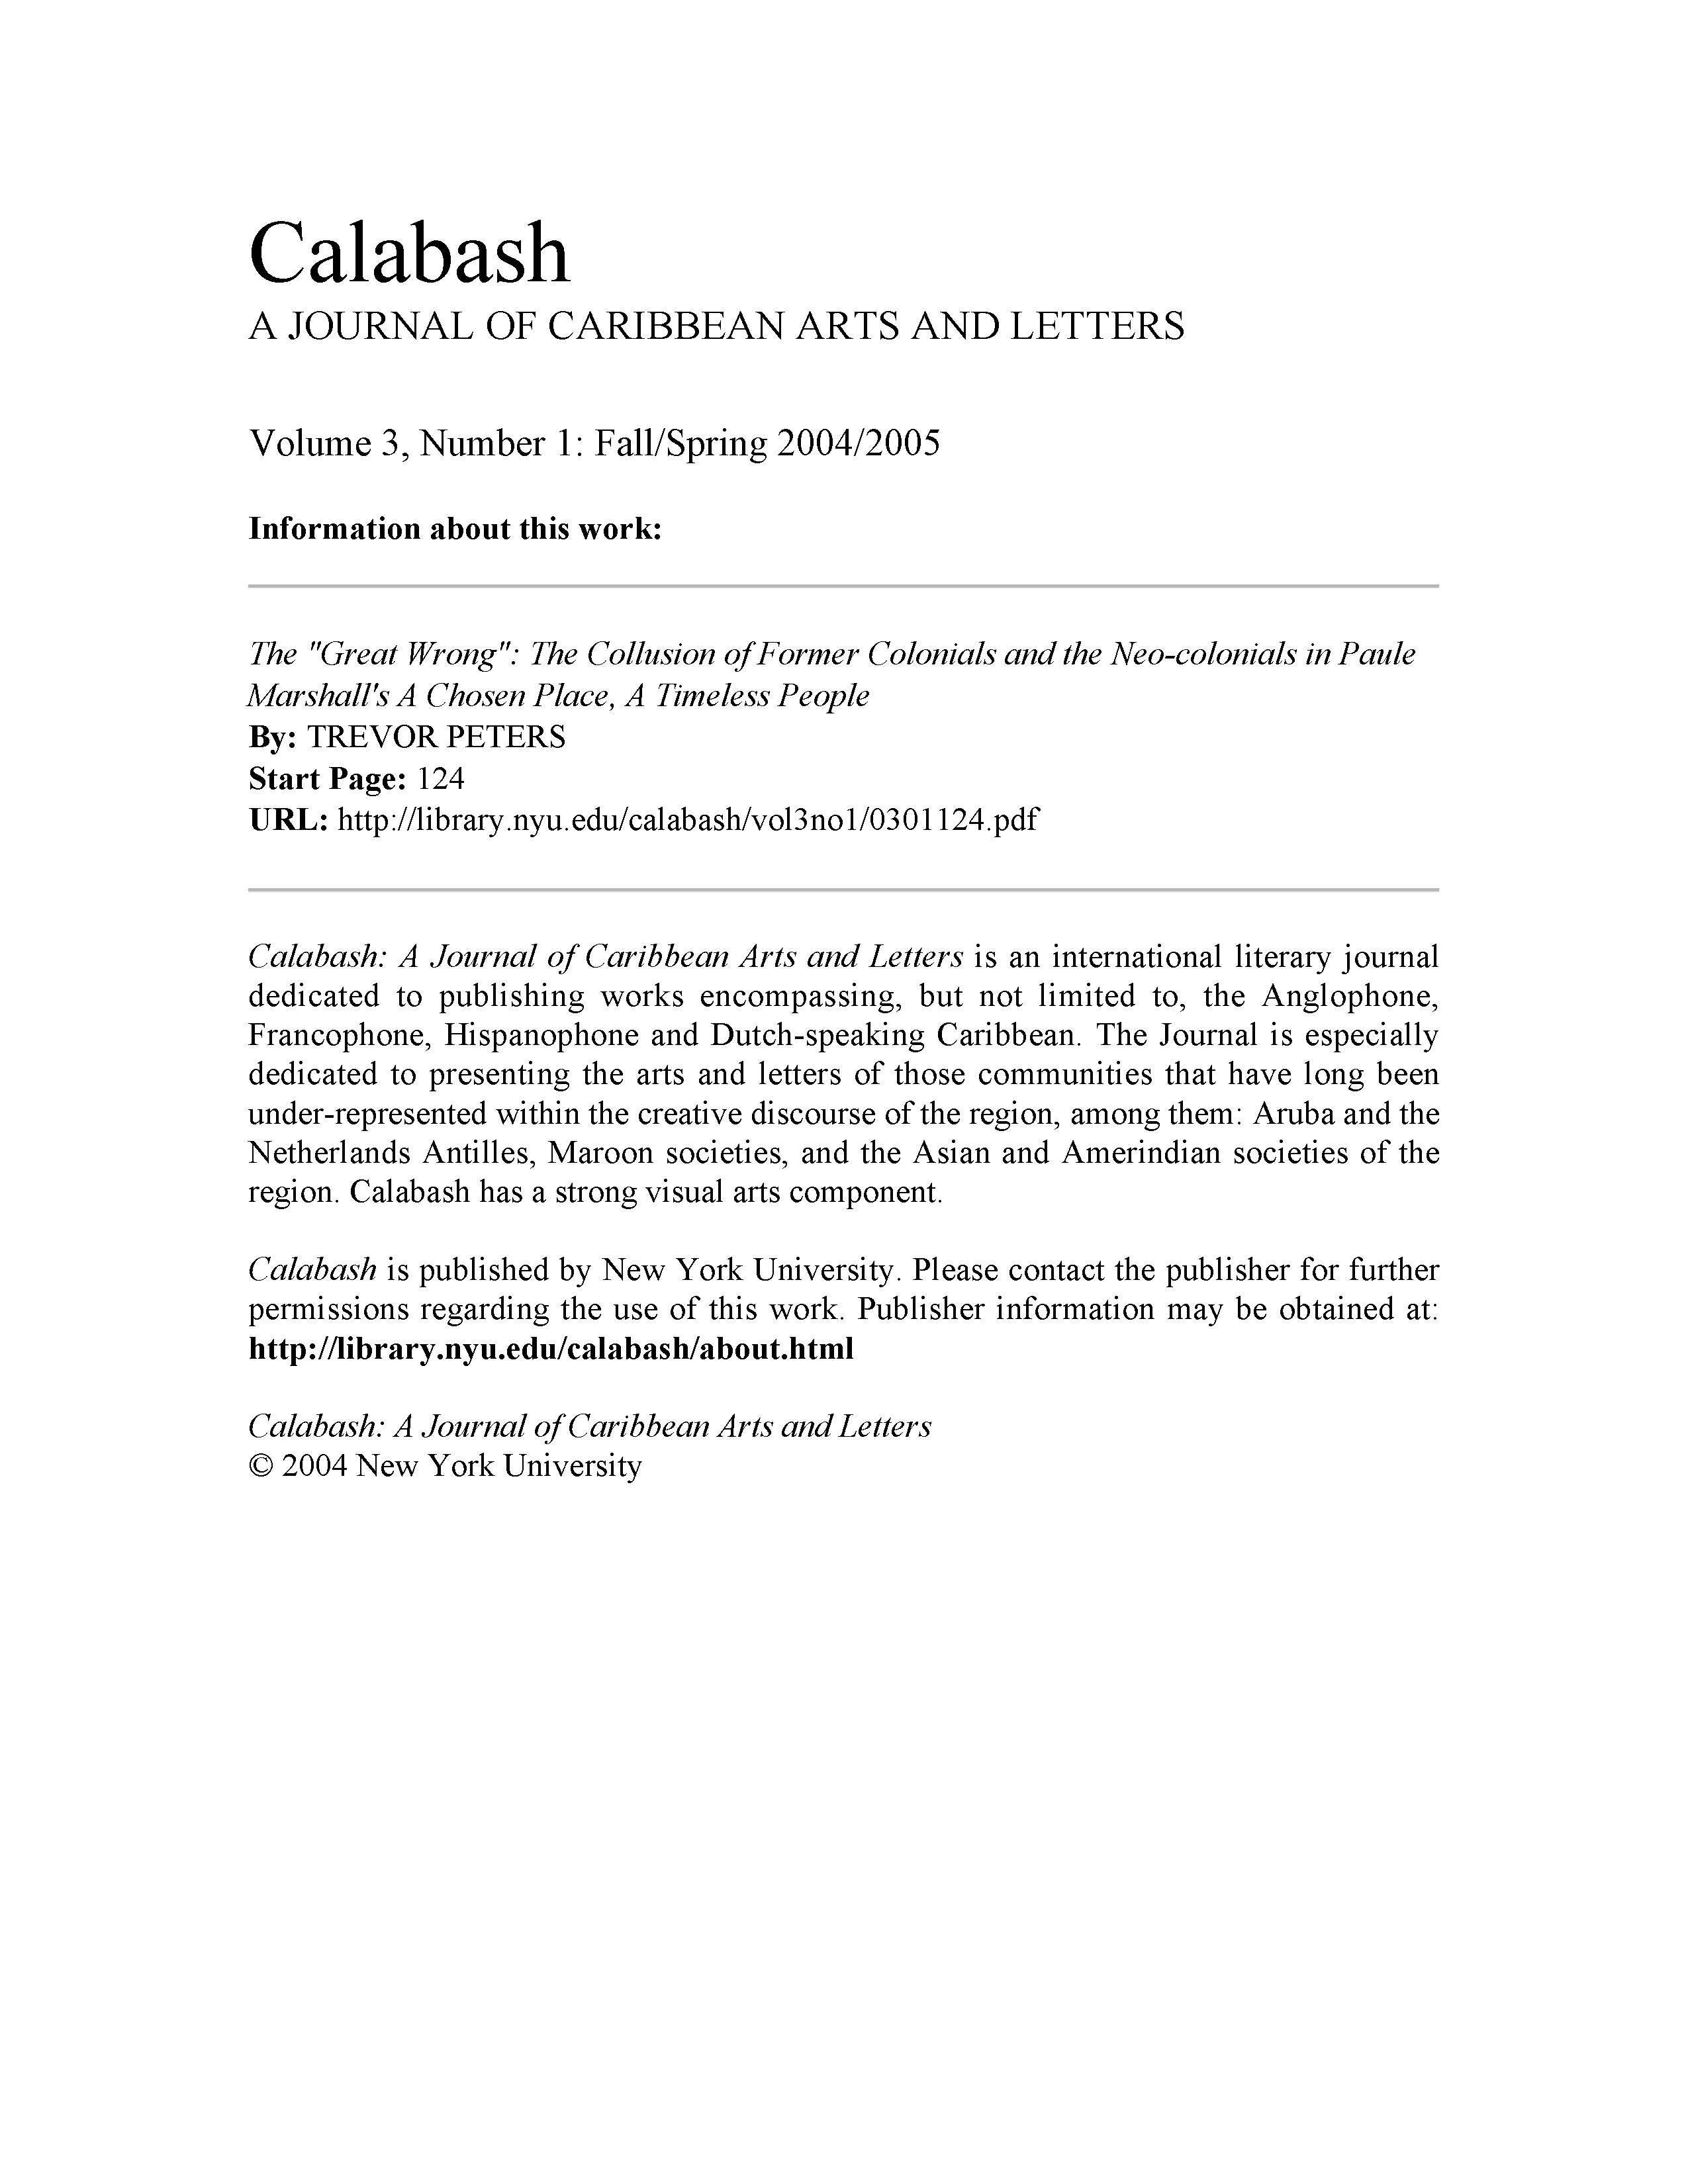 Calabash
A JOURNAL OF CARIBBEAN ARTS AND LETTERS
Volume 3, Number 1: Fall/Spring 2004/2005
Information about this work:
The "Great Wrong": The Collusion of Former Colonials and the Neo-colonials in Paule
Marshall's A Chosen Place, A Timeless People
By: TREVOR PETERS
Start Page: 124
URL: http://library.nyu.edu/calabash/vol3no1/0301124.pdf
Calabash: A Journal of Caribbean Arts and Letters is an international literary journal
dedicated to publishing works encompassing, but not limited to, the Anglophone,
Francophone, Hispanophone and Dutch-speaking Caribbean. The Journal is especially
dedicated to presenting the arts and letters of those communities that have long been
under-represented within the creative discourse of the region, among them: Aruba and the
Netherlands Antilles, Maroon societies, and the Asian and Amerindian societies of the
region. Calabash has a strong visual arts component.
Calabash is published by New York University. Please contact the publisher for further
permissions regarding the use of this work. Publisher information may be obtained at:
http://library.nyu.edu/calabash/about.html
Calabash: A Journal of Caribbean Arts and Letters
© 2004 New York University